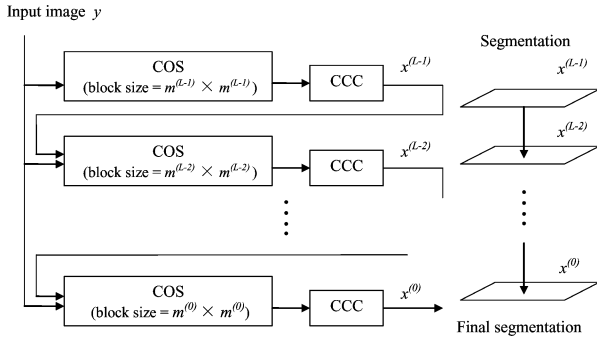 Input image y
Segmentation
COS
(block size = m^(L-1) × m^(L-1))
CCC
x^(L-1)
x^(L-1)
COS
(block size = m^(L-2) × m^(L-2))
CCC
x^(L-2)
x^(L-2)
COS
(block size = m^(0) × m^(0))
CCC
x^(0)
x^(0)
Final segmentation